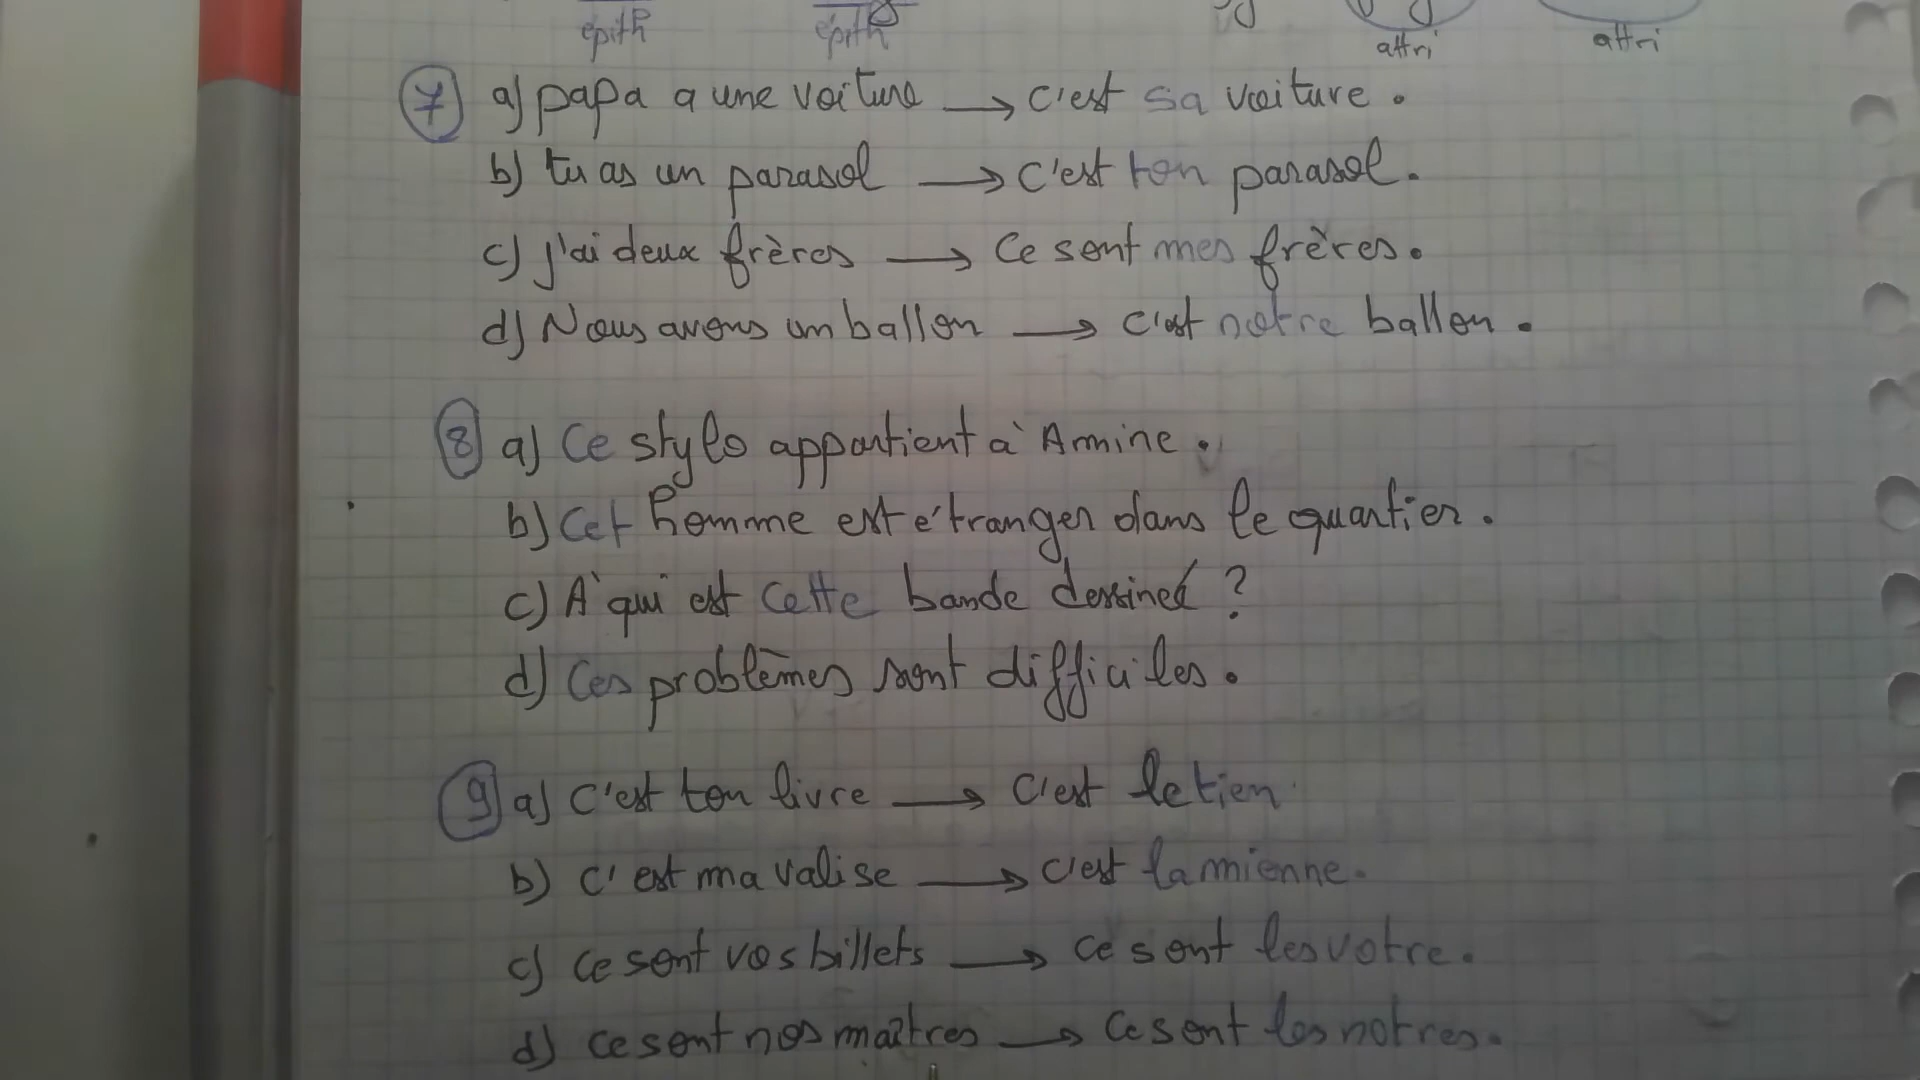 épith épith attri attri
7 a) papa a une voiture → c'est sa voiture.
b) tu as un parasol → c'est ton parasol.
c) j'ai deux frères → Ce sont mes frères.
d) Nous avons un ballon → c'est notre ballon.
8 a) Ce stylo appartient à Amine.
b) Cet homme est étranger dans le quartier.
c) A qui est cette bande dessineé ?
d) Ces problèmes sont difficiles.
9 a) C'est ton livre → C'est le tien.
b) C'est ma valise → C'est la mienne.
c) Ce sont vos billets → Ce sont les votre.
d) Ce sont nos maîtres → Ce sont les notres.